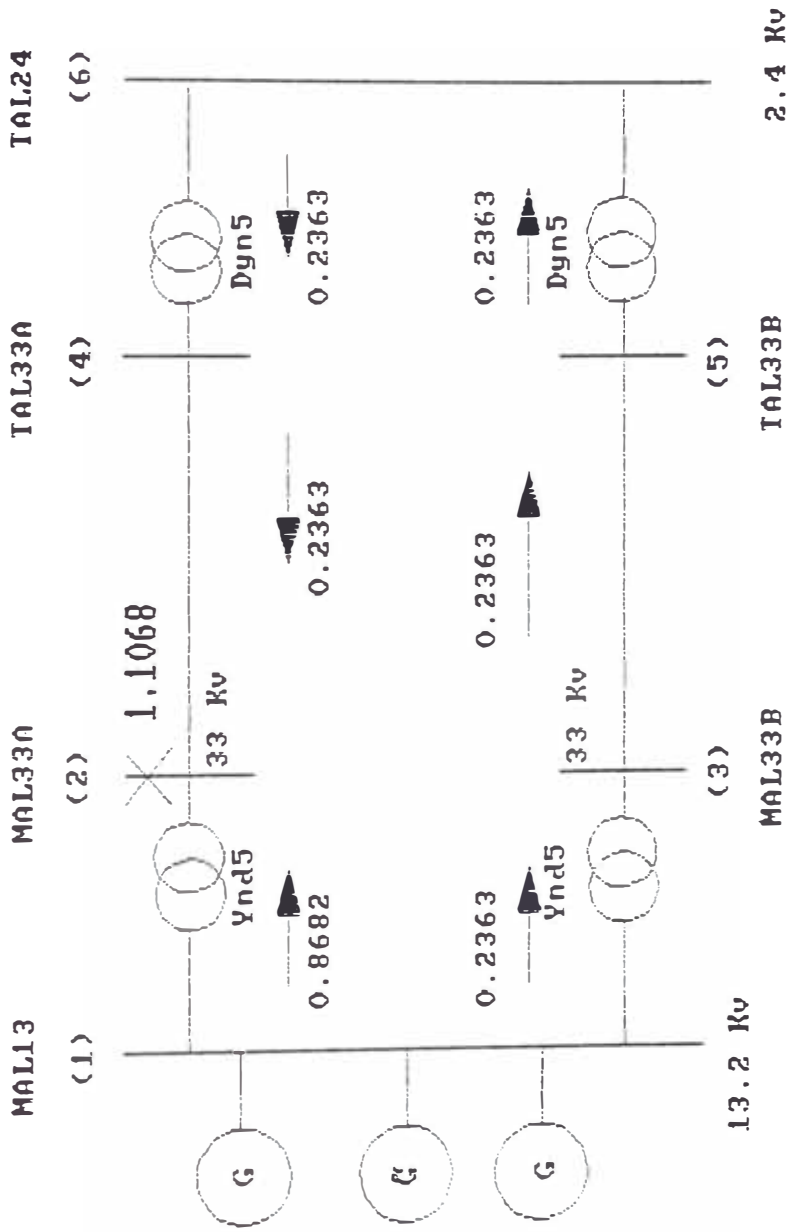 MAL13
MAL33A
TAL33A
TAL24
(1)
(2)
(4)
(6)
1.1068
33 Kv
Ynd5
Dyn5
0.8682
0.2363
0.2363
G
G
G
0.2363
0.2363
0.2363
Ynd5
33 Kv
Dyn5
(3)
(5)
13.2 Kv
MAL33B
TAL33B
2.4 Kv